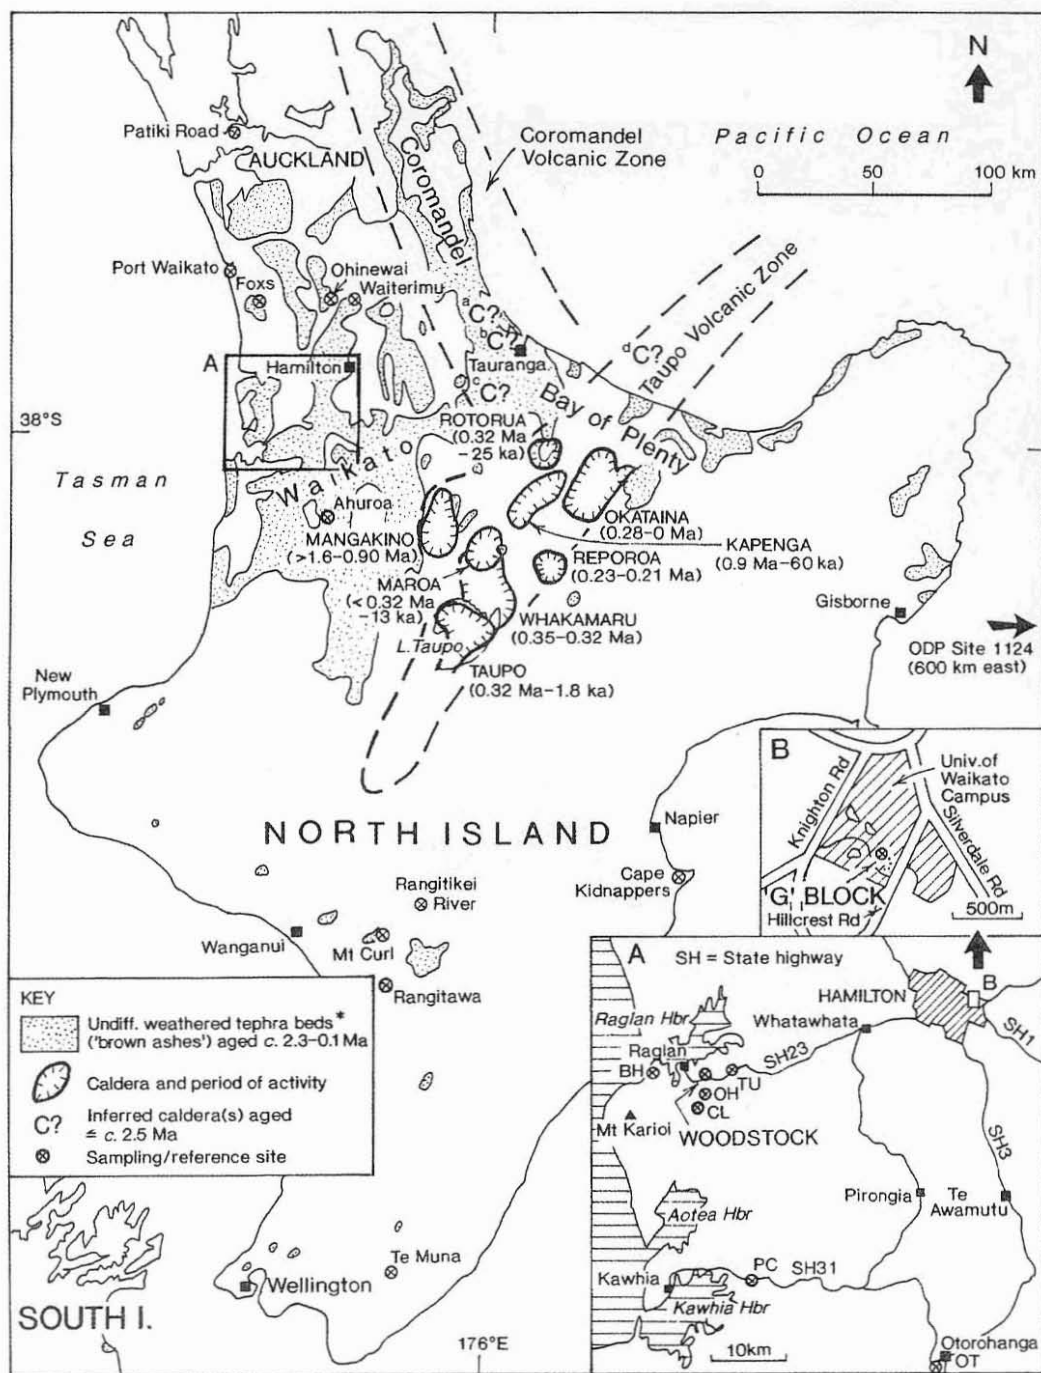 N
Patiki Road
AUCKLAND
Coromandel
Coromandel
Volcanic Zone
Pacific Ocean
0 50 100 km
Port Waikato
Foxs
Ohinewai
Waiterimu
Taupo Volcanic Zone
a C?
b C?
Tauranga
c C?
d C?
A
Hamilton
38°S
Bay of Plenty
ROTORUA
(0.32 Ma
-25 ka)
Tasman
Sea
Waikato
Ahuroa
MANGAKINO
(>1.6-0.90 Ma)
OKATAINA
(0.28-0 Ma)
KAPENGA
(0.9 Ma-60 ka)
REPOROA
(0.23-0.21 Ma)
MAROA
(<0.32 Ma
-13 ka)
WHAKAMARU
(0.35-0.32 Ma)
L.Taupo
TAUPO
(0.32 Ma-1.8 ka)
Gisborne
ODP Site 1124
(600 km east)
New
Plymouth
NORTH ISLAND
Napier
Cape
Kidnappers
Rangitikei
River
Wanganui
Mt Curl
Rangitawa
B
Knighton Rd
Univ.of
Waikato
Campus
Silverdale Rd
'G' BLOCK
Hillcrest Rd
500m
KEY
Undiff. weathered tephra beds*
('brown ashes') aged c. 2.3-0.1 Ma
Caldera and period of activity
C? Inferred caldera(s) aged
≤ c. 2.5 Ma
Sampling/reference site
Te Muna
Wellington
SOUTH I.
176°E
A
SH = State highway
B
HAMILTON
SH1
Raglan Hbr
Whatawhata
Raglan
SH23
BH
TU
OH
CL
Mt Karioi
WOODSTOCK
SH3
Pirongia
Te
Awamutu
Aotea Hbr
PC
SH31
Kawhia
Kawhia Hbr
10km
Otorohanga
OT